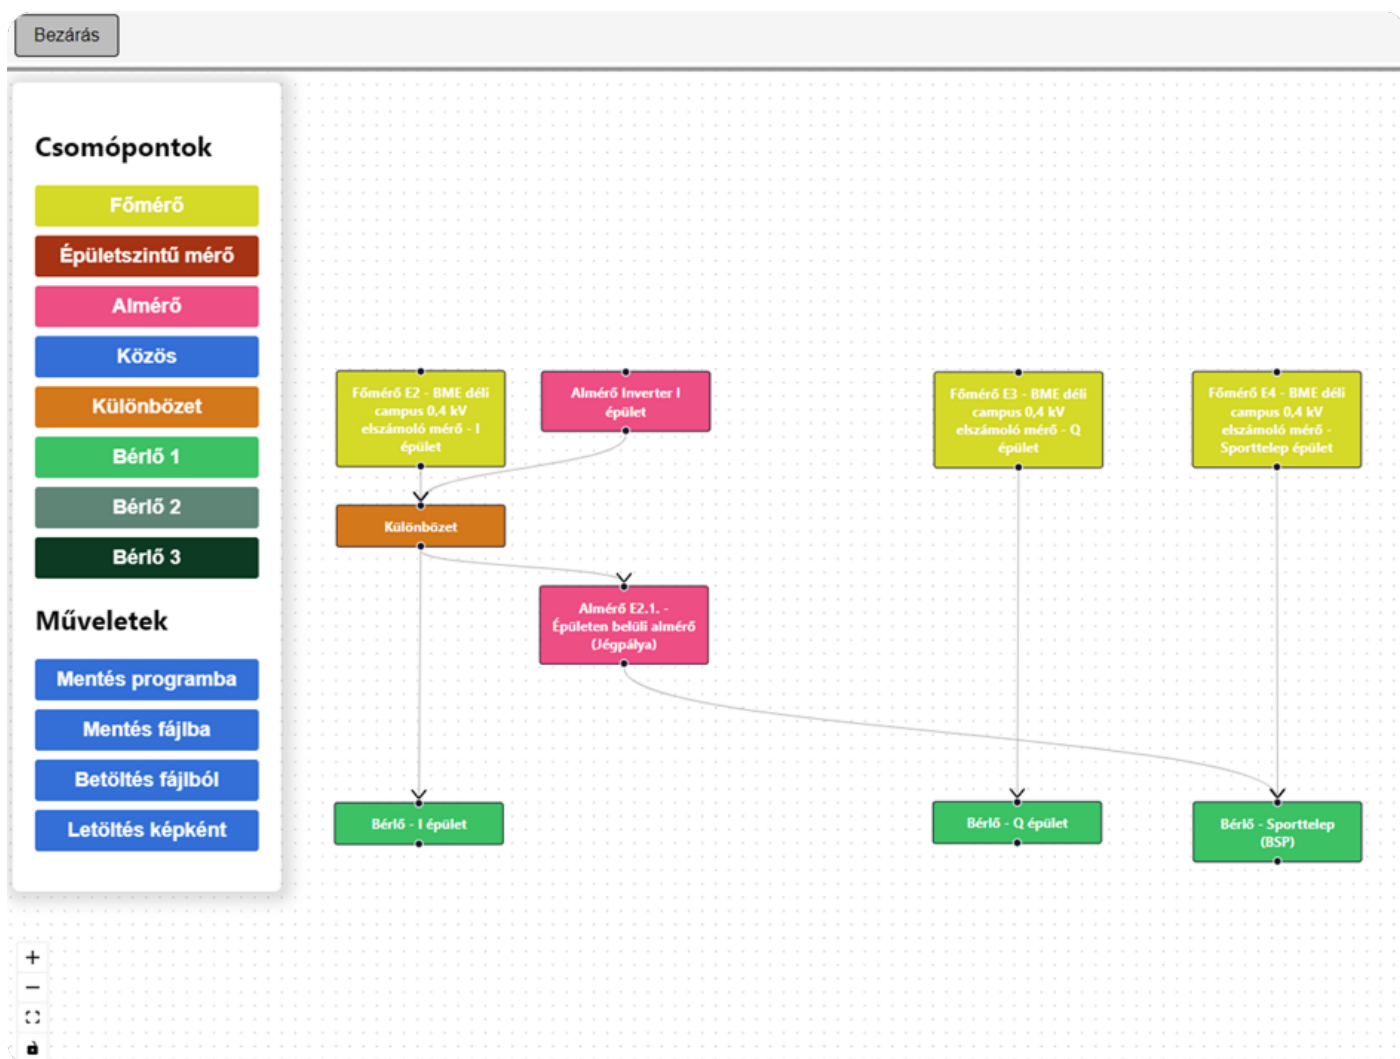 Bezárás
Csomópontok
Főmérő
Épületszintű mérő
Almérő
Közös
Különbözet
Bérlő 1
Bérlő 2
Bérlő 3
Műveletek
Mentés programba
Mentés fájlba
Betöltés fájlból
Letöltés képként
Főmérő E2 - BME déli
campus 0,4 kV
elszámoló mérő - I
épület
Almérő Inverter I
épület
Főmérő E3 - BME déli
campus 0,4 kV
elszámoló mérő - Q
épület
Főmérő E4 - BME déli
campus 0,4 kV
elszámoló mérő -
Sporttelep épület
Különbözet
Almérő E2.1. -
Épületen belüli almérő
(Jégpálya)
Bérlő - I épület
Bérlő - Q épület
Bérlő - Sporttelep
(BSP)